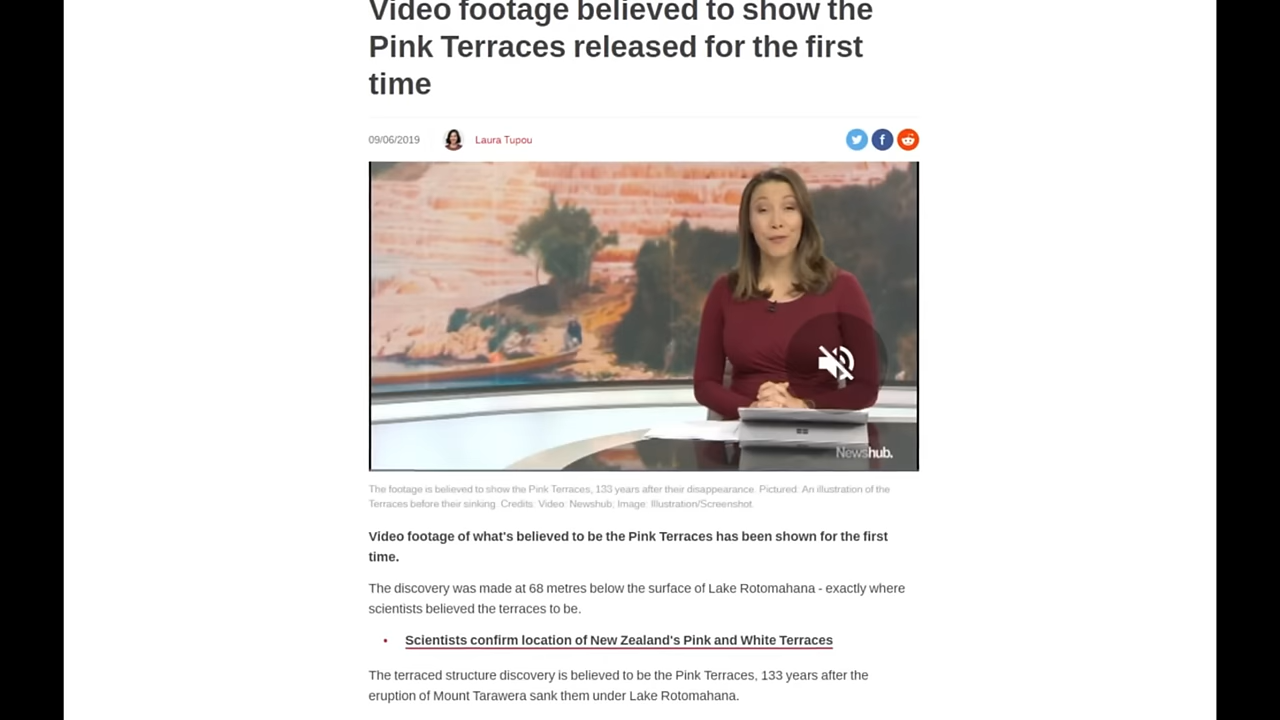 Video footage believed to show the
Pink Terraces released for the first
time
09/06/2019 Laura Tupou
Newshub.
The footage is believed to show the Pink Terraces, 133 years after their disappearance. Pictured: An illustration of the
Terraces before their sinking. Credits: Video: Newshub; Image: Illustration/Screenshot.
Video footage of what's believed to be the Pink Terraces has been shown for the first
time.
The discovery was made at 68 metres below the surface of Lake Rotomahana - exactly where
scientists believed the terraces to be.
• Scientists confirm location of New Zealand's Pink and White Terraces
The terraced structure discovery is believed to be the Pink Terraces, 133 years after the
eruption of Mount Tarawera sank them under Lake Rotomahana.